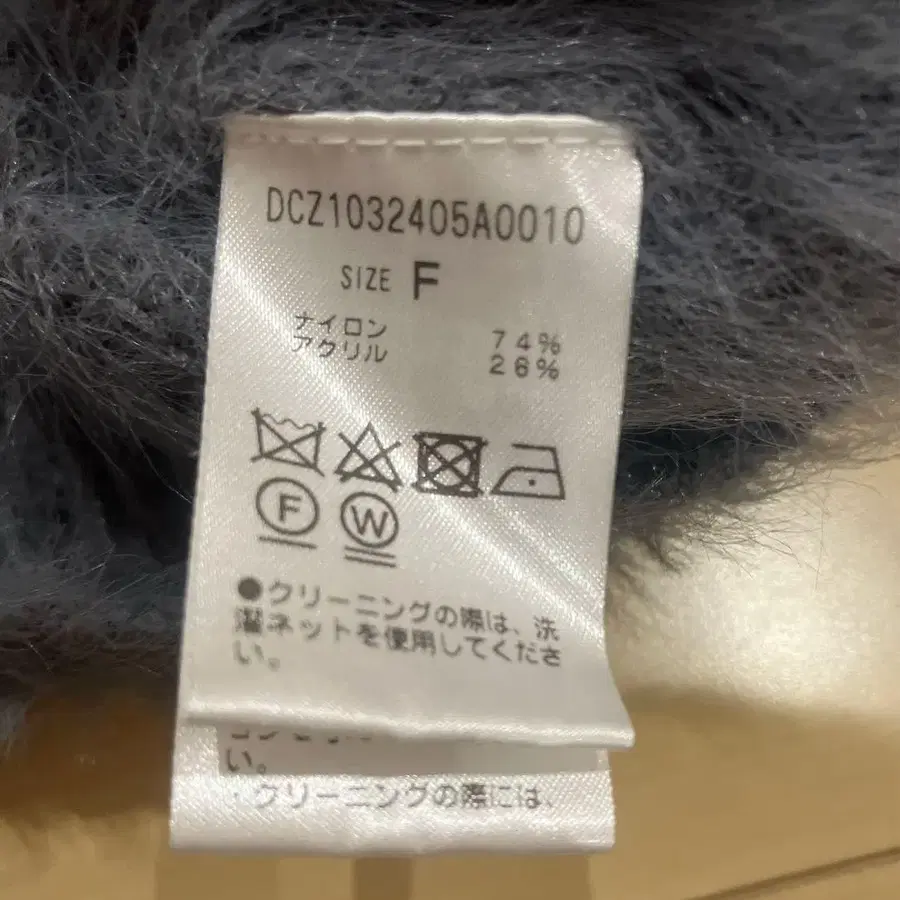 DCZ1032405A0010
SIZE F
ナイロン 74%
アクリル 26%
F W
●クリーニングの際は、洗
濯ネットを使用してくださ
い。
い。
・クリーニングの際には、